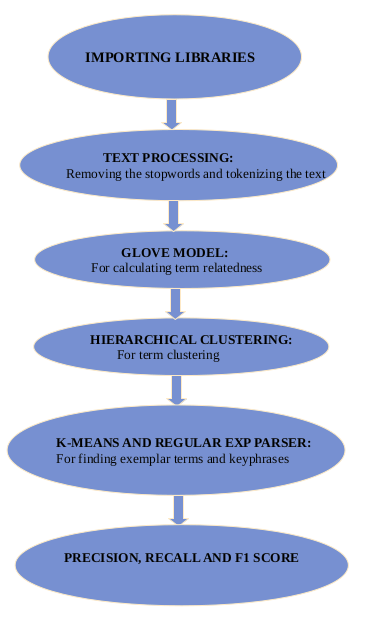 IMPORTING LIBRARIES
TEXT PROCESSING:
Removing the stopwords and tokenizing the text
GLOVE MODEL:
For calculating term relatedness
HIERARCHICAL CLUSTERING:
For term clustering
K-MEANS AND REGULAR EXP PARSER:
For finding exemplar terms and keyphrases
PRECISION, RECALL AND F1 SCORE